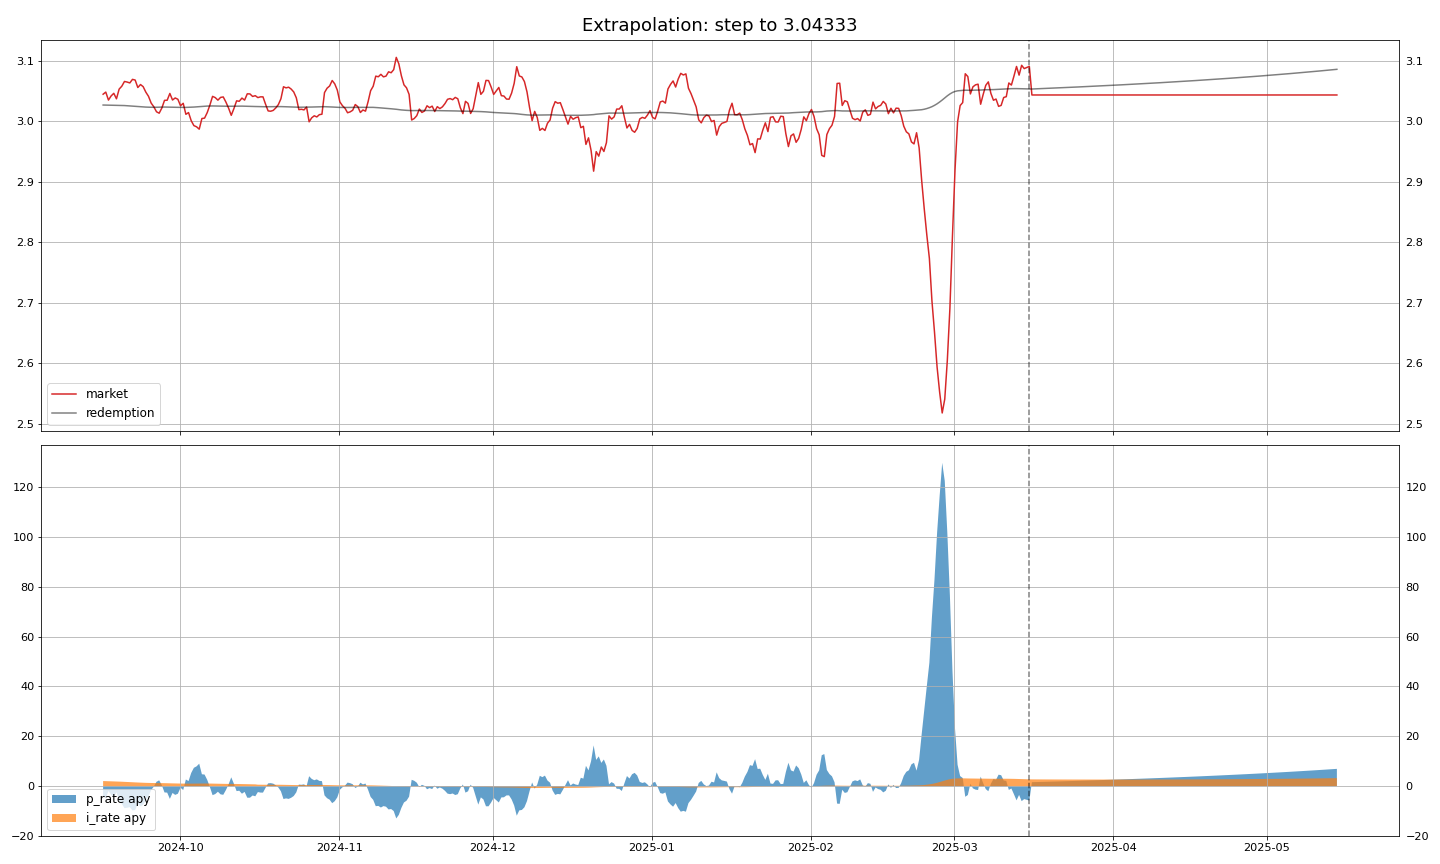 Extrapolation: step to 3.04333
3.1 3.1
3.0 3.0
2.9 2.9
2.8 2.8
2.7 2.7
2.6 2.6
2.5 2.5
market
redemption
120 120
100 100
80 80
60 60
40 40
20 20
0 0
−20 −20
p_rate apy
i_rate apy
2024-10 2024-11 2024-12 2025-01 2025-02 2025-03 2025-04 2025-05